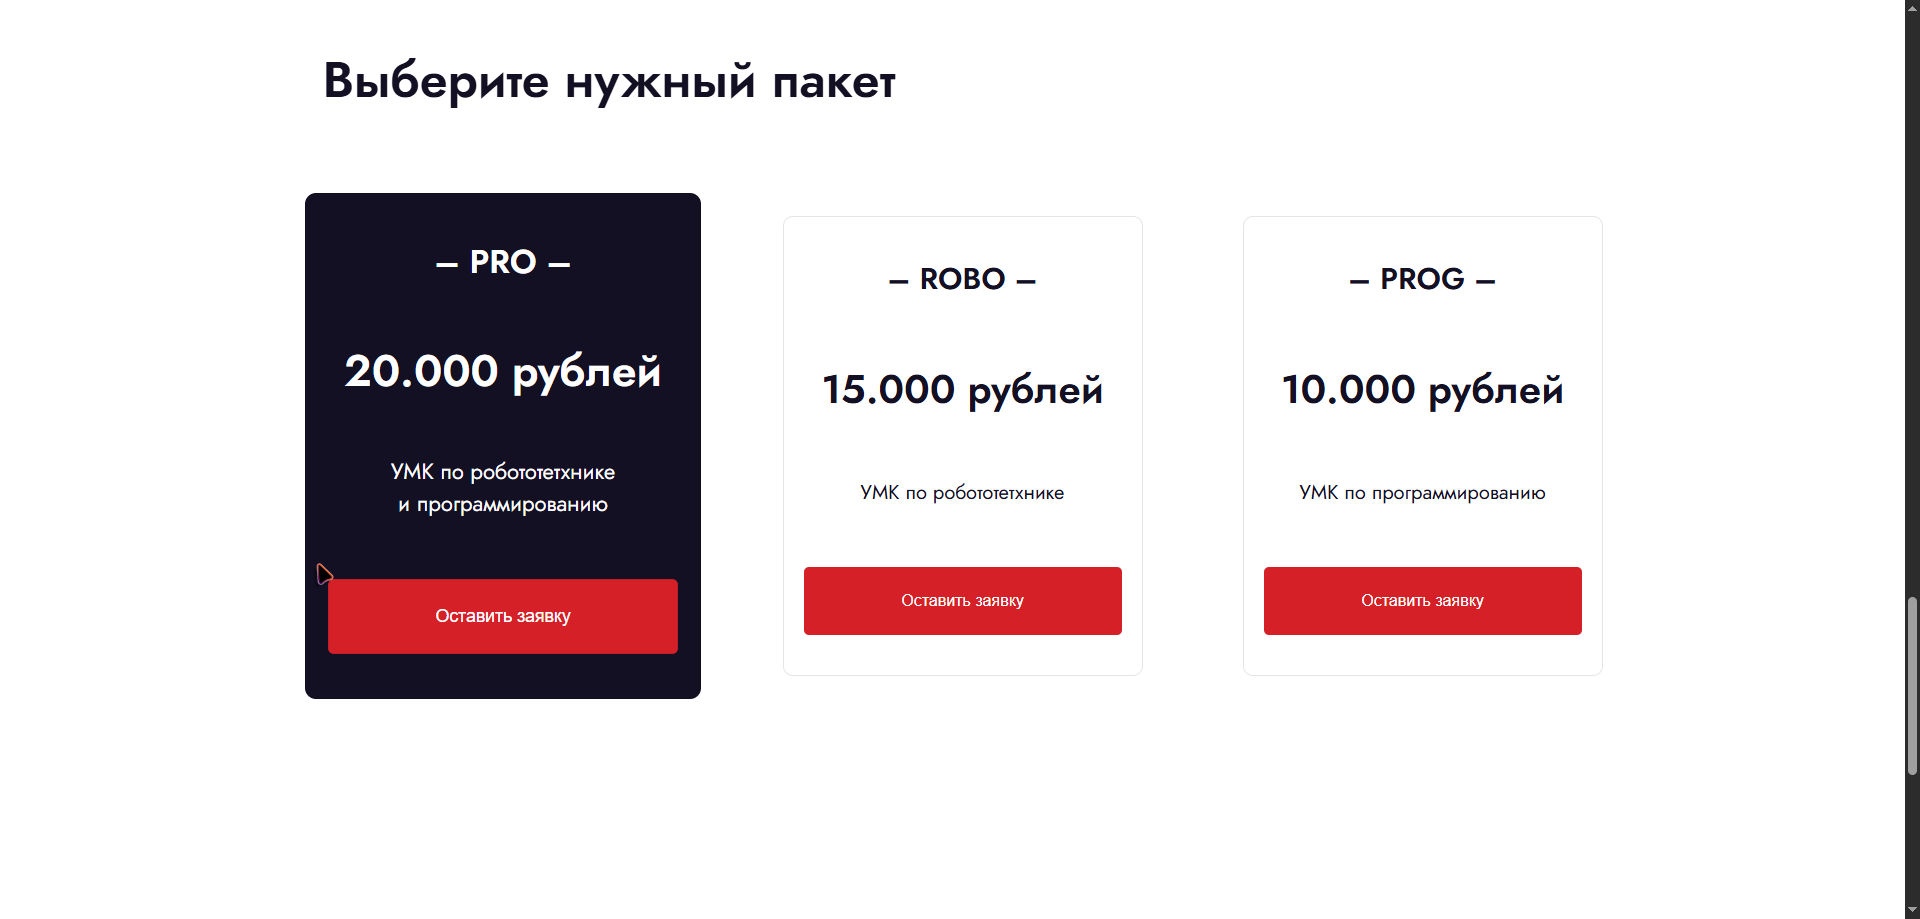 Выберите нужный пакет
– PRO –
20.000 рублей
УМК по робототетхнике
и программированию
Оставить заявку
– ROBO –
15.000 рублей
УМК по робототетхнике
Оставить заявку
– PROG –
10.000 рублей
УМК по программированию
Оставить заявку